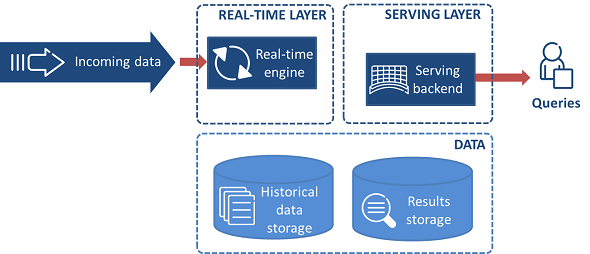 REAL-TIME LAYER
SERVING LAYER
Incoming data
Real-time
engine
Serving
backend
Queries
DATA
Historical
data
storage
Results
storage